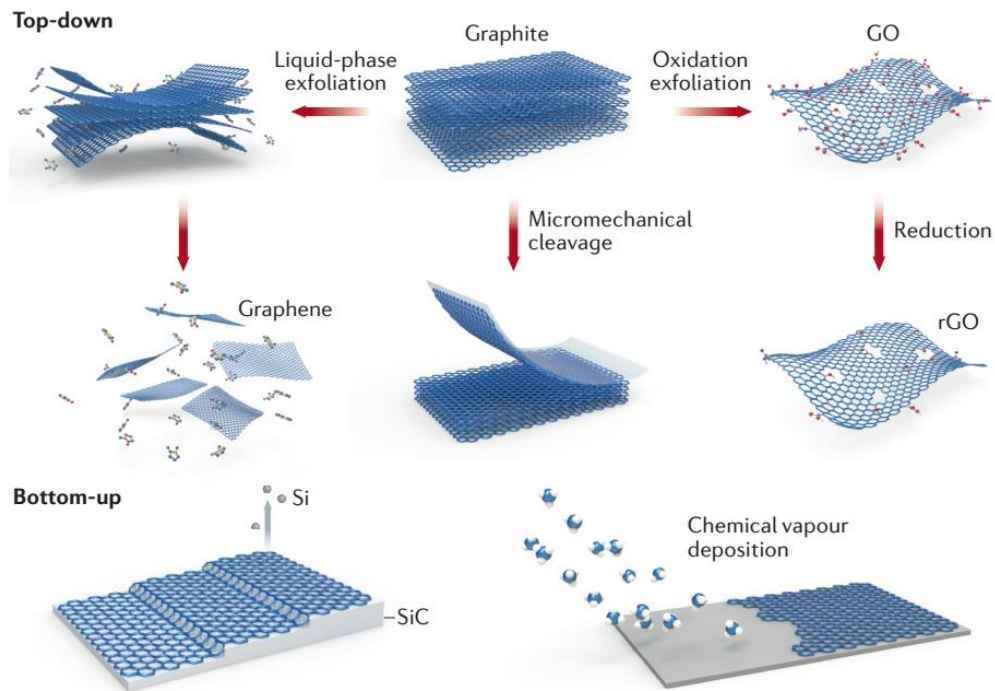 Top-down
Liquid-phase
exfoliation
Graphite
Oxidation
exfoliation
GO
Micromechanical
cleavage
Reduction
Graphene
rGO
Bottom-up
Si
SiC
Chemical vapour
deposition